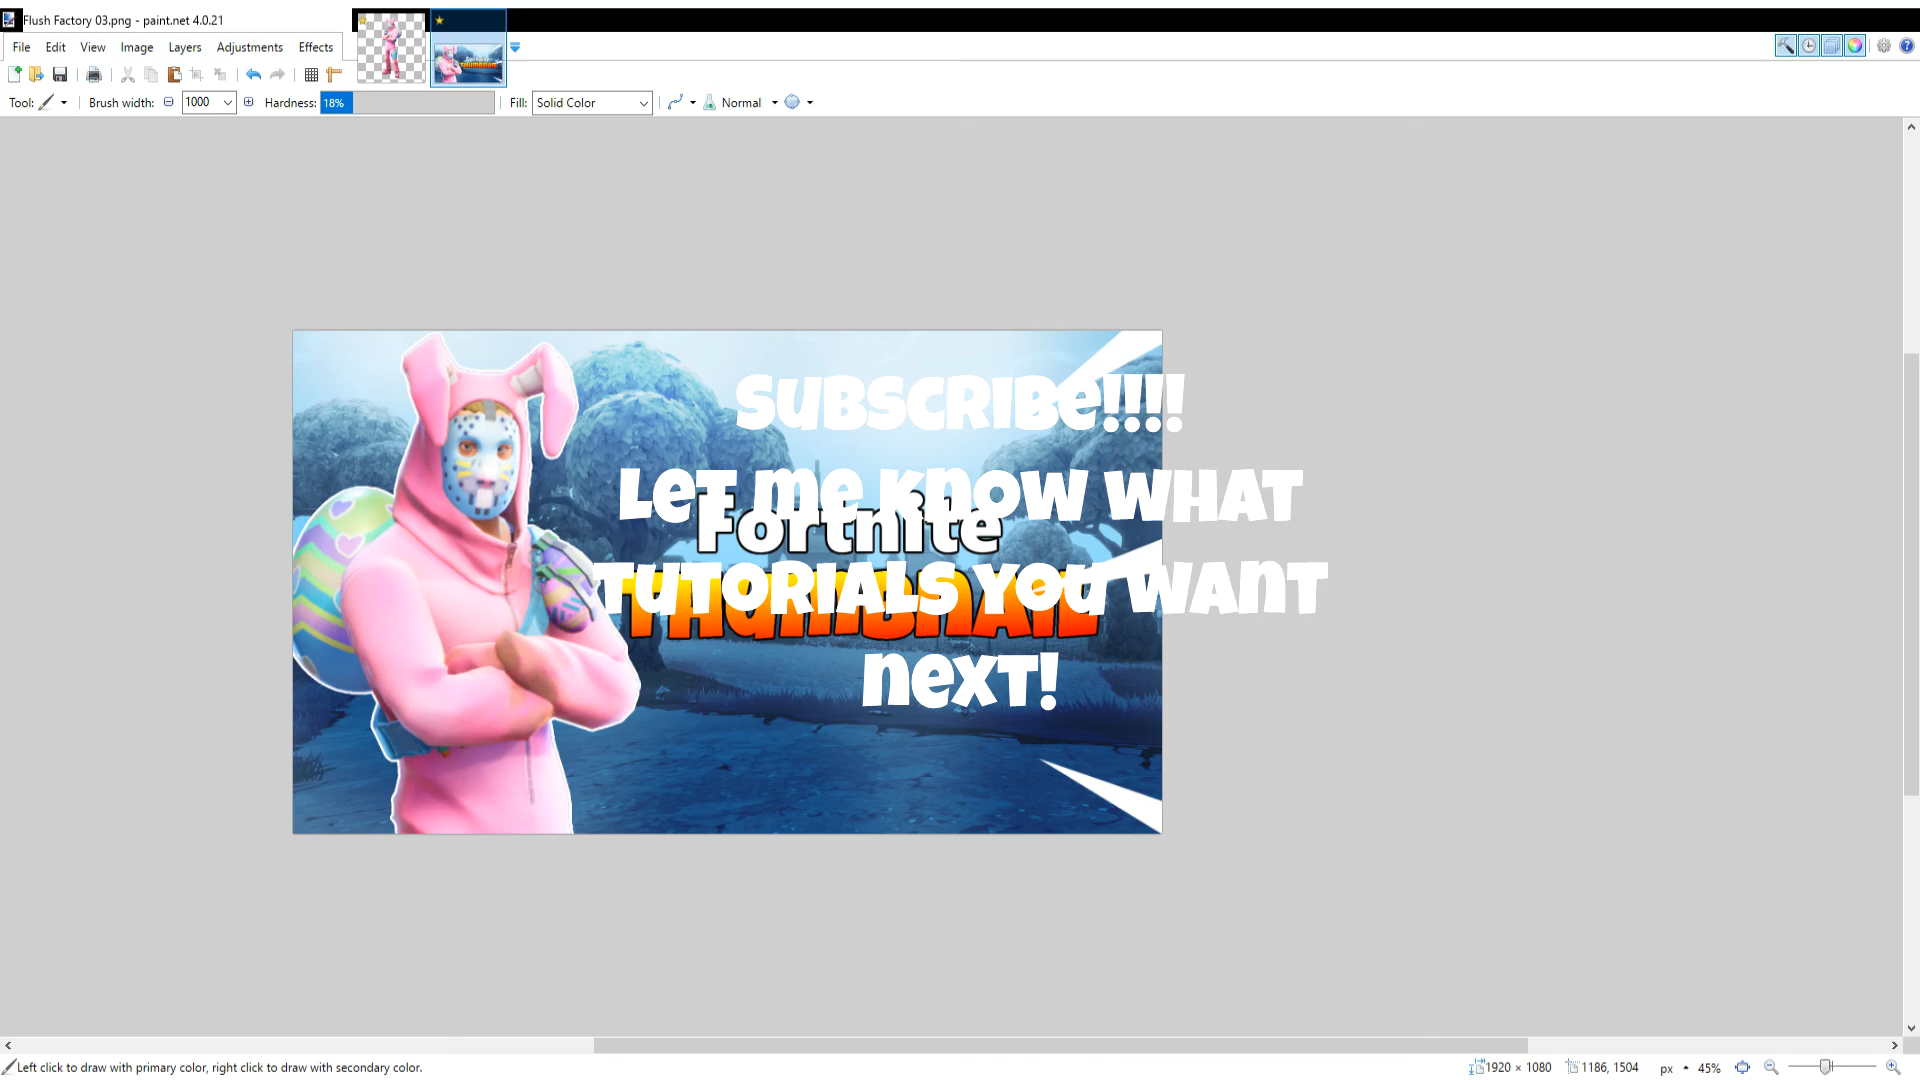 Flush Factory 03.png - paint.net 4.0.21
File Edit View Image Layers Adjustments Effects
Tool: Brush width: 1000 Hardness: 18% Fill: Solid Color Normal
SUBSCRIBE!!!!
LET ME KNOW WHAT
Fortnite
TUTORIALS YOU WANT
THUMBNAIL
NEXT!
Left click to draw with primary color, right click to draw with secondary color. 1920 × 1080 1186, 1504 px 45%